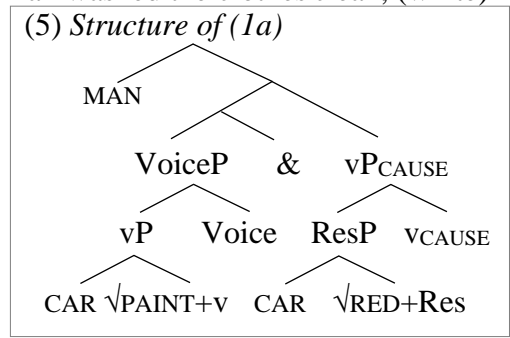 (5) Structure of (1a)
MAN
VoiceP & vPCAUSE
vP Voice ResP vCAUSE
CAR √PAINT+v CAR √RED+Res